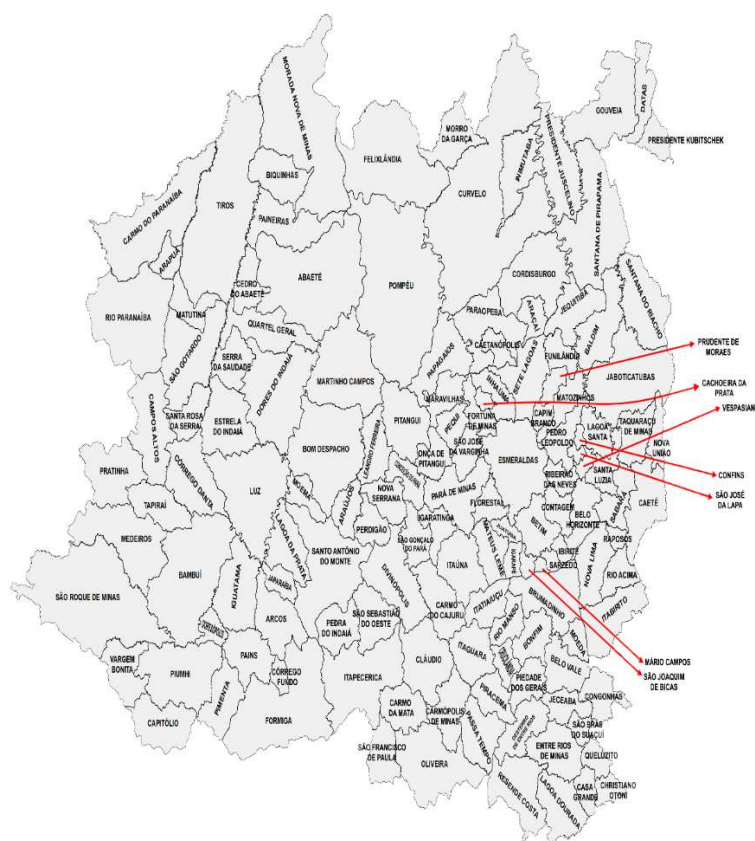 MORADA NOVA DE MINAS
GOUVEIA
DATAS
PRESIDENTE KUBITSCHEK
MORRO
DA GARÇA
FELIXLÂNDIA
INIMUTABA
PRESIDENTE JUSCELINO
BIQUINHAS
CURVELO
CARMO DO PARANAÍBA
TIROS
PAINEIRAS
SANTANA DE PIRAPAMA
ARAPUÁ
CORDISBURGO
CEDRO
DO ABAETÉ
ABAETÉ
POMPÉU
SANTANA DO RIACHO
JEQUITIBÁ
RIO PARANAÍBA
MATUTINA
PARAOPEBA
ARAÇAÍ
QUARTEL GERAL
BALDIM
CAETANÓPOLIS
SÃO GOTARDO
FUNILÂNDIA
PRUDENTE DE
MORAES
SERRA
DA SAUDADE
PAPAGAIOS
SETE LAGOAS
INHAÚMA
JABOTICATUBAS
MARTINHO CAMPOS
DORES DO INDAIÁ
CACHOEIRA DA
PRATA
MARAVILHAS
MATOZINHOS
CAMPOS ALTOS
SANTA ROSA
DA SERRA
ESTRELA
DO INDAIÁ
PITANGUI
PEQUI
FORTUNA
DE MINAS
CAPIM
BRANCO
VESPASIAN
LAGOA
SANTA
TAQUARAÇU
DE MINAS
BOM DESPACHO
LEANDRO FERREIRA
SÃO JOSÉ
DA VARGINHA
PEDRO
LEOPOLDO
NOVA
UNIÃO
ONÇA DE
PITANGUI
ESMERALDAS
PRATINHA
CÓRREGO DANTA
LUZ
MOEMA
ARAÚJOS
NOVA
SERRANA
PARÁ DE MINAS
RIBEIRÃO
DAS NEVES
SANTA
LUZIA
CONFINS
TAPIRAÍ
FLORESTAL
CAETÉ
SÃO JOSÉ
DA LAPA
CONTAGEM
SABARÁ
PERDIGÃO
IGARATINGA
BELO
HORIZONTE
BETIM
MEDEIROS
LAGOA DA PRATA
SANTO ANTÔNIO
DO MONTE
SÃO GONÇALO
DO PARÁ
MATEUS LEME
IGARAPÉ
RAPOSOS
IBIRITÉ
SARZEDO
NOVA LIMA
BAMBUÍ
IGUATAMA
JAPARAÍBA
DIVINÓPOLIS
ITAÚNA
RIO ACIMA
SÃO ROQUE DE MINAS
ITATIAIUÇU
BRUMADINHO
ITABIRITO
ARCOS
PEDRA
DO INDAIÁ
SÃO SEBASTIÃO
DO OESTE
CARMO
DO CAJURU
RIO MANSO
BONFIM
MOEDA
PAINS
ITAGUARA
BELO VALE
MÁRIO CAMPOS
SÃO JOAQUIM
DE BICAS
VARGEM
BONITA
PIUMHI
PIMENTA
CÓRREGO
FUNDO
ITAPECERICA
CLÁUDIO
PIEDADE
DOS GERAIS
PIRACEMA
JECEABA
CONGONHAS
CAPITÓLIO
FORMIGA
CARMO
DA MATA
CARMÓPOLIS
DE MINAS
PASSA TEMPO
DESTERRO
DE ENTRE RIOS
SÃO BRÁS
DO SUAÇUÍ
ENTRE RIOS
DE MINAS
QUELUZITO
SÃO FRANCISCO
DE PAULA
OLIVEIRA
RESENDE COSTA
LAGOA DOURADA
CASA
GRANDE
CHRISTIANO
OTONI